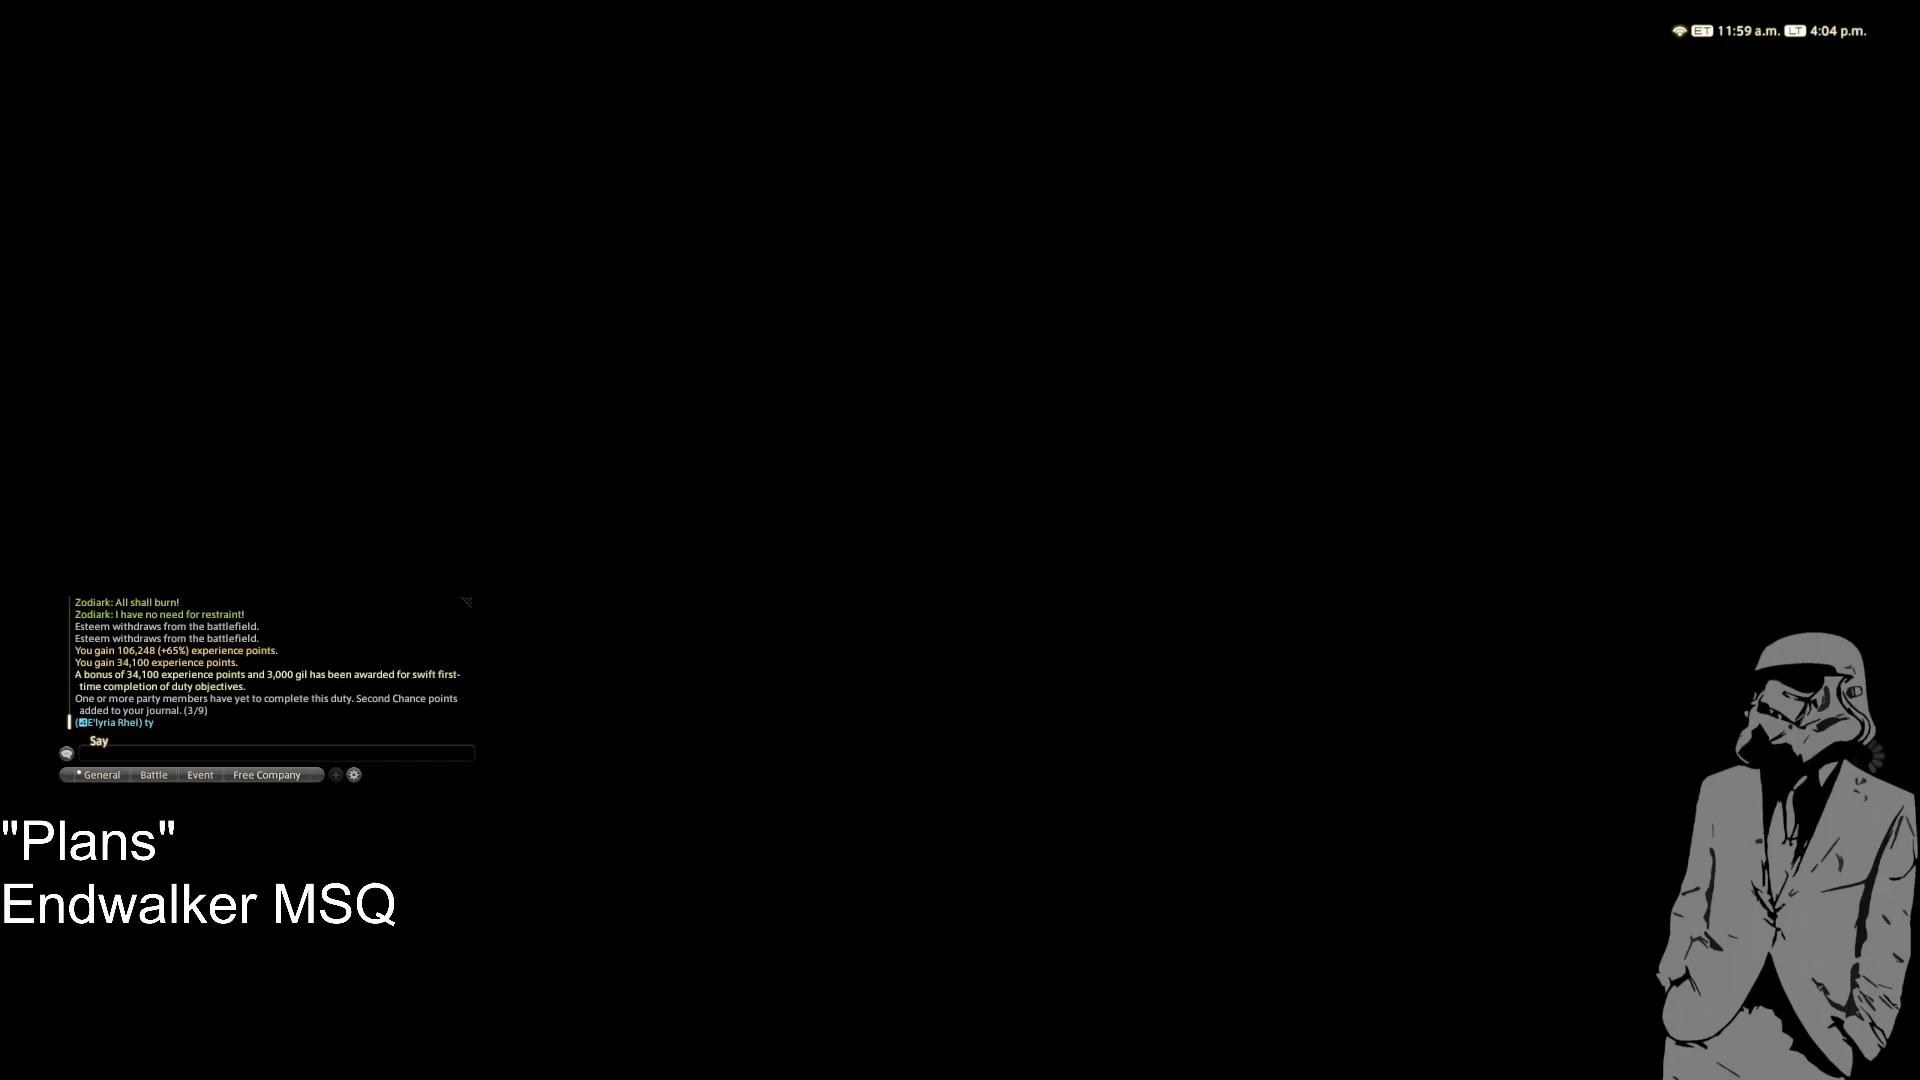 ET 11:59 a.m. LT 4:04 p.m.
Zodiark: All shall burn!
Zodiark: I have no need for restraint!
Esteem withdraws from the battlefield.
Esteem withdraws from the battlefield.
You gain 106,248 (+65%) experience points.
You gain 34,100 experience points.
A bonus of 34,100 experience points and 3,000 gil has been awarded for swift first-
time completion of duty objectives.
One or more party members have yet to complete this duty. Second Chance points
added to your journal. (3/9)
(E'lyria Rhel) ty
Say
General Battle Event Free Company
"Plans"
Endwalker MSQ